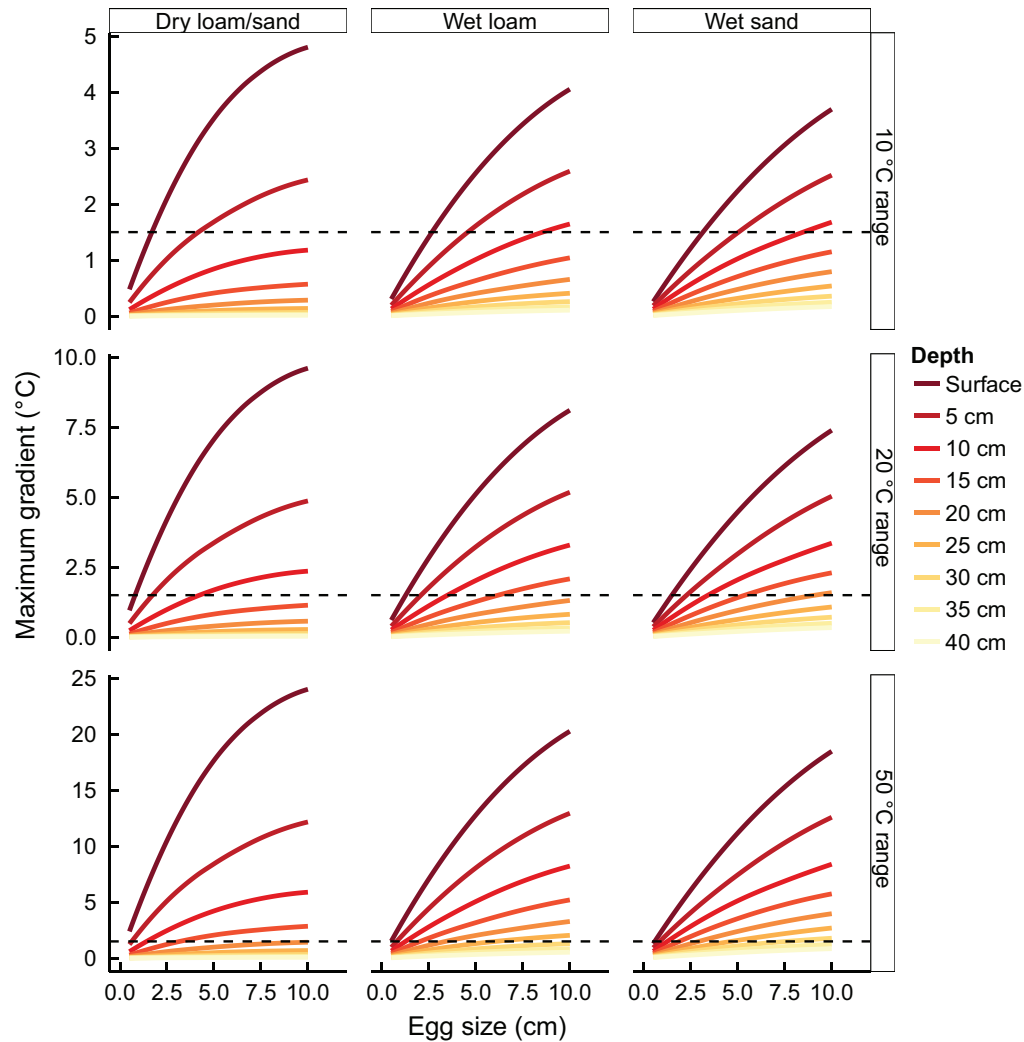 Dry loam/sand
Wet loam
Wet sand
5
4
3
2
1
0
10 °C range
10.0
7.5
5.0
2.5
0.0
20 °C range
25
20
15
10
5
0
50 °C range
0.0 2.5 5.0 7.5 10.0
0.0 2.5 5.0 7.5 10.0
0.0 2.5 5.0 7.5 10.0
Maximum gradient (°C)
Egg size (cm)
Depth
Surface
5 cm
10 cm
15 cm
20 cm
25 cm
30 cm
35 cm
40 cm